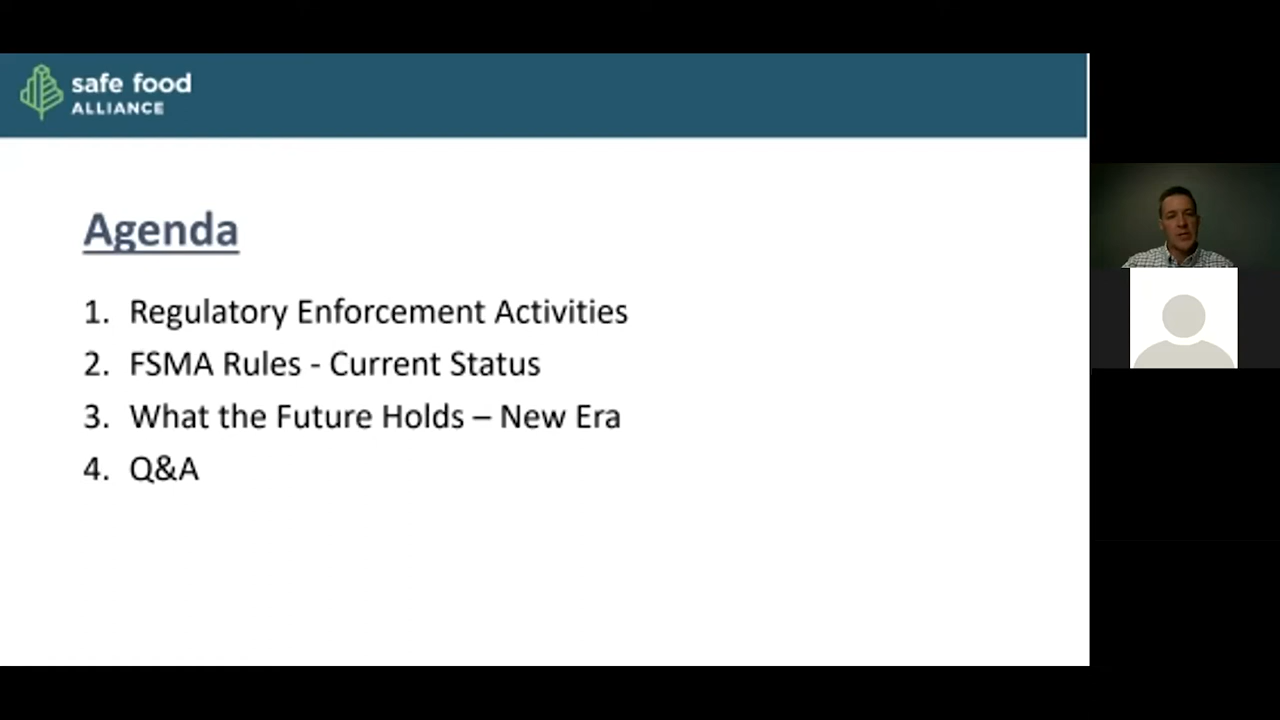 safe food
ALLIANCE
Agenda
1. Regulatory Enforcement Activities
2. FSMA Rules - Current Status
3. What the Future Holds – New Era
4. Q&A